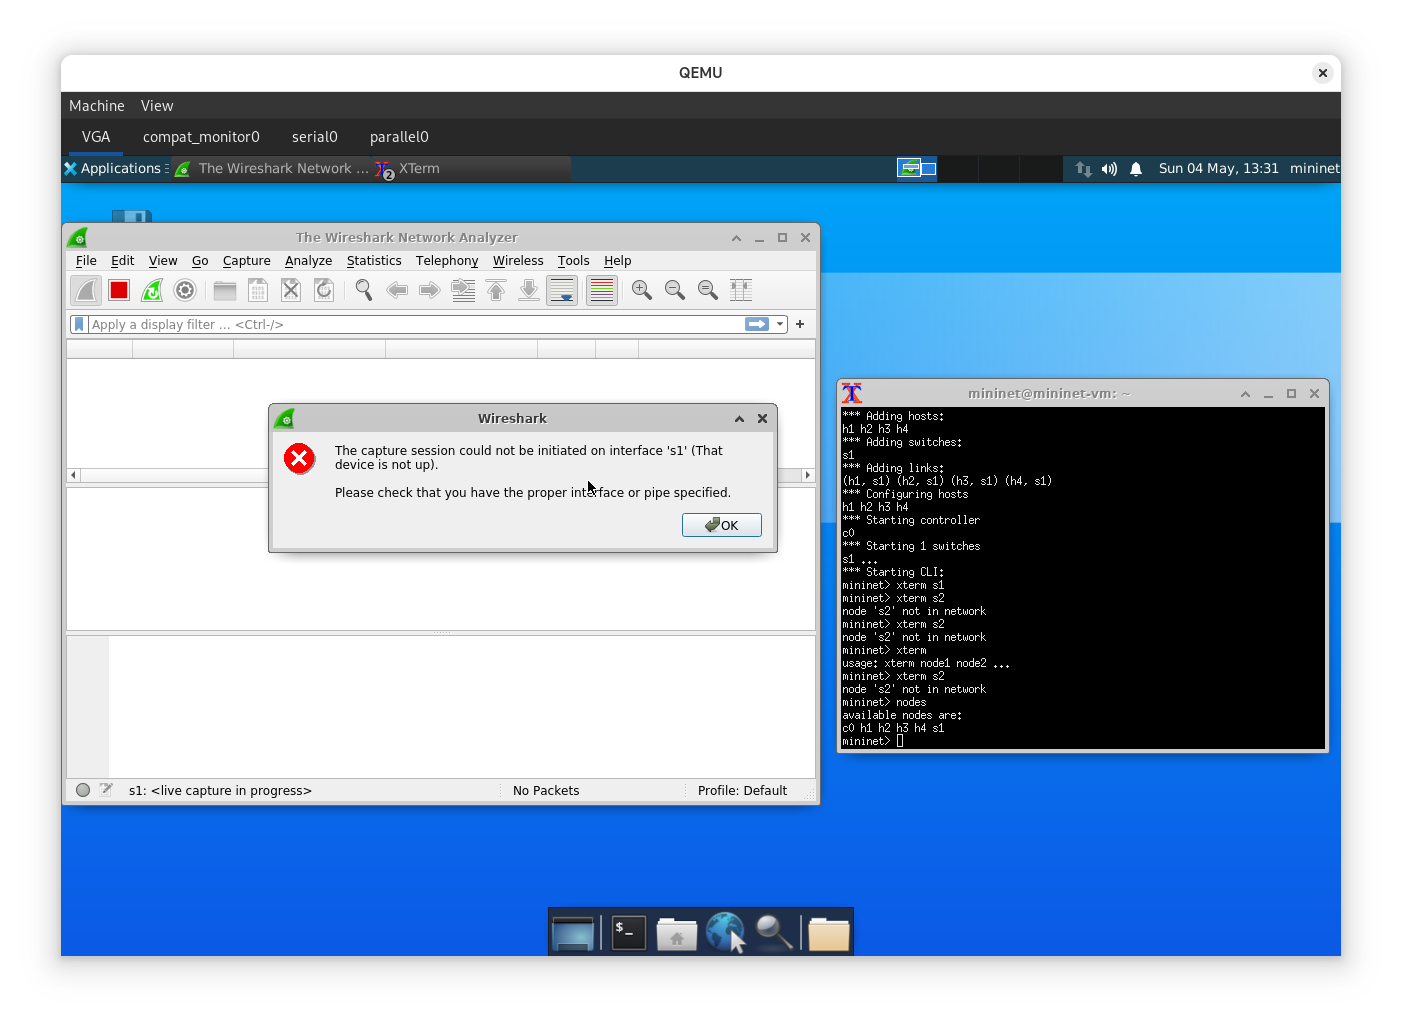 QEMU
Machine View
VGA compat_monitor0 serial0 parallel0
Applications The Wireshark Network ... 2 XTerm Sun 04 May, 13:31 mininet
The Wireshark Network Analyzer
File Edit View Go Capture Analyze Statistics Telephony Wireless Tools Help
Apply a display filter ... <Ctrl-/> +
Wireshark
The capture session could not be initiated on interface 's1' (That
device is not up).
Please check that you have the proper interface or pipe specified.
OK
s1: <live capture in progress> No Packets Profile: Default
mininet@mininet-vm: ~
*** Adding hosts:
h1 h2 h3 h4
*** Adding switches:
s1
*** Adding links:
(h1, s1) (h2, s1) (h3, s1) (h4, s1)
*** Configuring hosts
h1 h2 h3 h4
*** Starting controller
c0
*** Starting 1 switches
s1 ...
*** Starting CLI:
mininet> xterm s1
mininet> xterm s2
node 's2' not in network
mininet> xterm s2
node 's2' not in network
mininet> xterm
usage: xterm node1 node2 ...
mininet> xterm s2
node 's2' not in network
mininet> nodes
available nodes are:
c0 h1 h2 h3 h4 s1
mininet>
$_